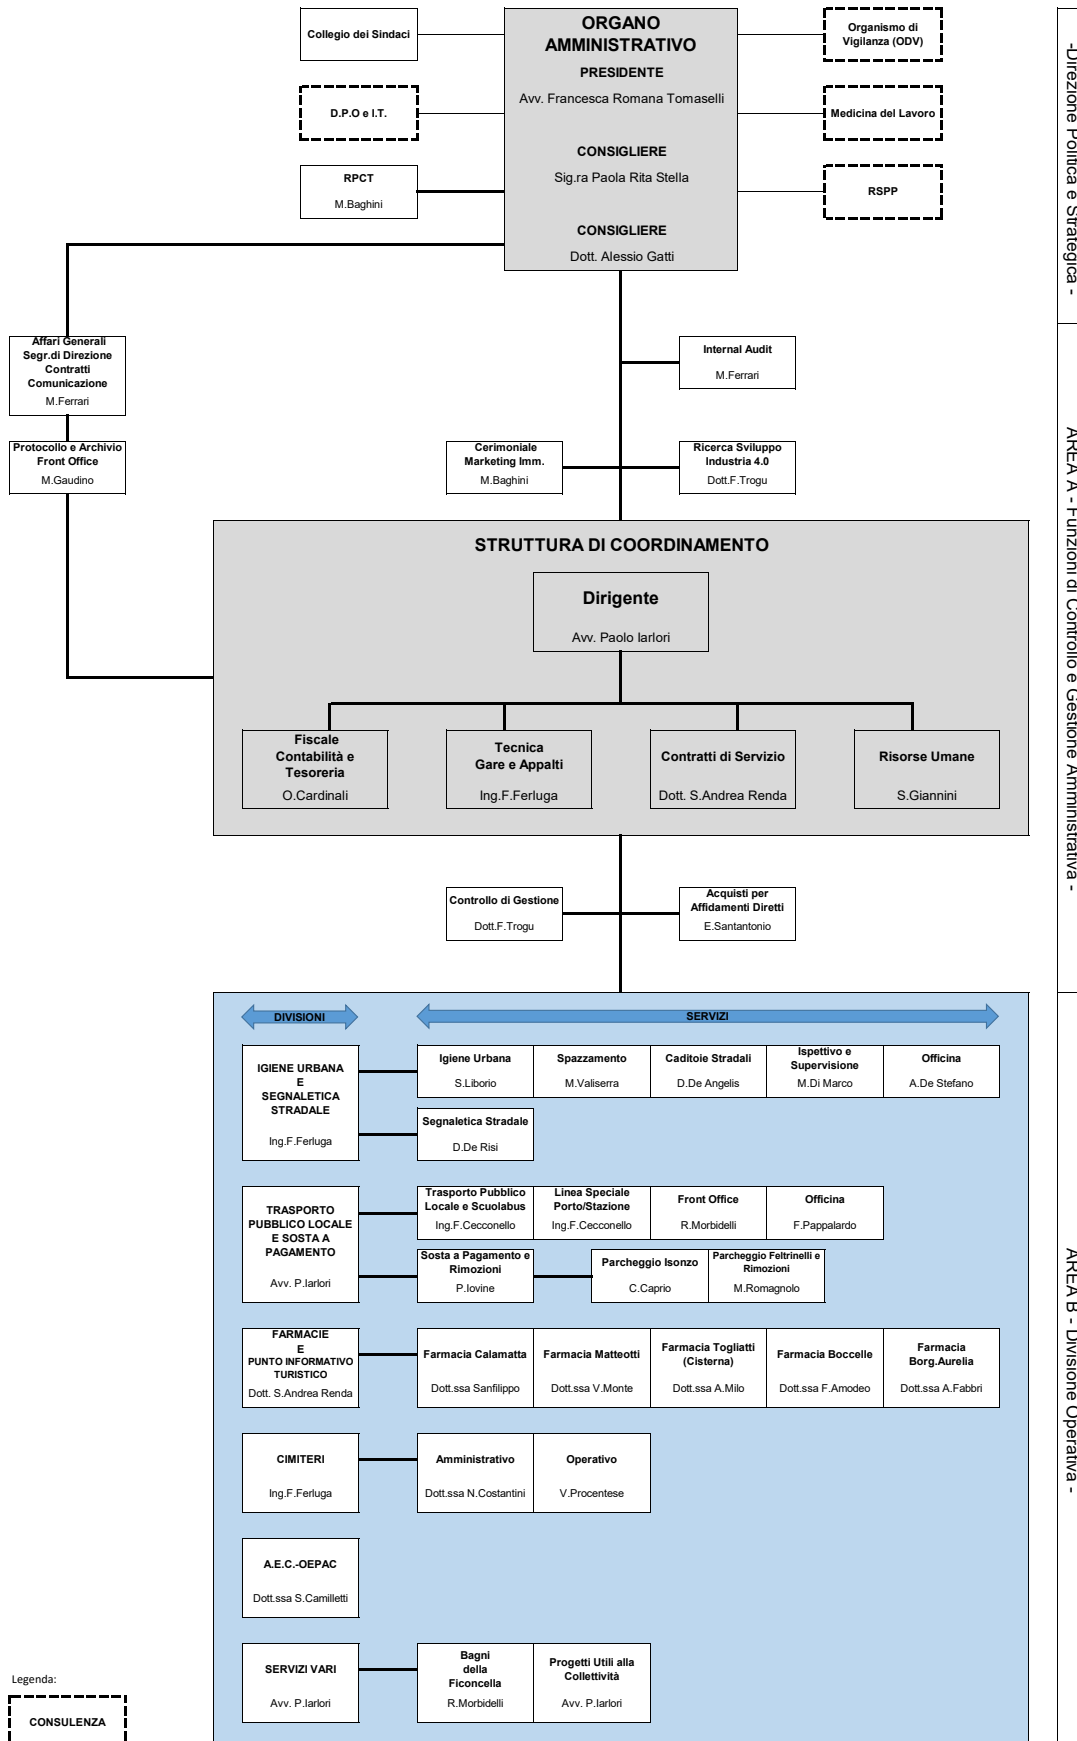 Collegio dei Sindaci
ORGANO
AMMINISTRATIVO
PRESIDENTE
Avv. Francesca Romana Tomaselli
CONSIGLIERE
Sig.ra Paola Rita Stella
CONSIGLIERE
Dott. Alessio Gatti
Organismo di
Vigilanza (ODV)
D.P.O e I.T.
Medicina del Lavoro
RPCT
M.Baghini
RSPP
-Direzione Politica e Strategica -
Affari Generali
Segr.di Direzione
Contratti
Comunicazione
M.Ferrari
Internal Audit
M.Ferrari
Protocollo e Archivio
Front Office
M.Gaudino
Cerimoniale
Marketing Imm.
M.Baghini
Ricerca Sviluppo
Industria 4.0
Dott.F.Trogu
AREA A - Funzioni di Controllo e Gestione Amministrativa -
STRUTTURA DI COORDINAMENTO
Dirigente
Avv. Paolo Iarlori
Fiscale
Contabilità e
Tesoreria
O.Cardinali
Tecnica
Gare e Appalti
Ing.F.Ferluga
Contratti di Servizio
Dott. S.Andrea Renda
Risorse Umane
S.Giannini
Controllo di Gestione
Dott.F.Trogu
Acquisti per
Affidamenti Diretti
E.Santantonio
AREA B - Divisione Operativa -
DIVISIONI
SERVIZI
IGIENE URBANA
E
SEGNALETICA
STRADALE
Ing.F.Ferluga
Igiene Urbana
S.Liborio
Spazzamento
M.Valiserra
Caditoie Stradali
D.De Angelis
Ispettivo e
Supervisione
M.Di Marco
Officina
A.De Stefano
Segnaletica Stradale
D.De Risi
TRASPORTO
PUBBLICO LOCALE
E SOSTA A
PAGAMENTO
Avv. P.Iarlori
Trasporto Pubblico
Locale e Scuolabus
Ing.F.Cecconello
Linea Speciale
Porto/Stazione
Ing.F.Cecconello
Front Office
R.Morbidelli
Officina
F.Pappalardo
Sosta a Pagamento e
Rimozioni
P.Iovine
Parcheggio Isonzo
C.Caprio
Parcheggio Feltrinelli e
Rimozioni
M.Romagnolo
FARMACIE
E
PUNTO INFORMATIVO
TURISTICO
Dott. S.Andrea Renda
Farmacia Calamatta
Dott.ssa Sanfilippo
Farmacia Matteotti
Dott.ssa V.Monte
Farmacia Togliatti
(Cisterna)
Dott.ssa A.Milo
Farmacia Boccelle
Dott.ssa F.Amodeo
Farmacia
Borg.Aurelia
Dott.ssa A.Fabbri
CIMITERI
Ing.F.Ferluga
Amministrativo
Dott.ssa N.Costantini
Operativo
V.Procentese
A.E.C.-OEPAC
Dott.ssa S.Camilletti
SERVIZI VARI
Avv. P.Iarlori
Bagni
della
Ficoncella
R.Morbidelli
Progetti Utili alla
Collettività
Avv. P.Iarlori
Legenda:
CONSULENZA